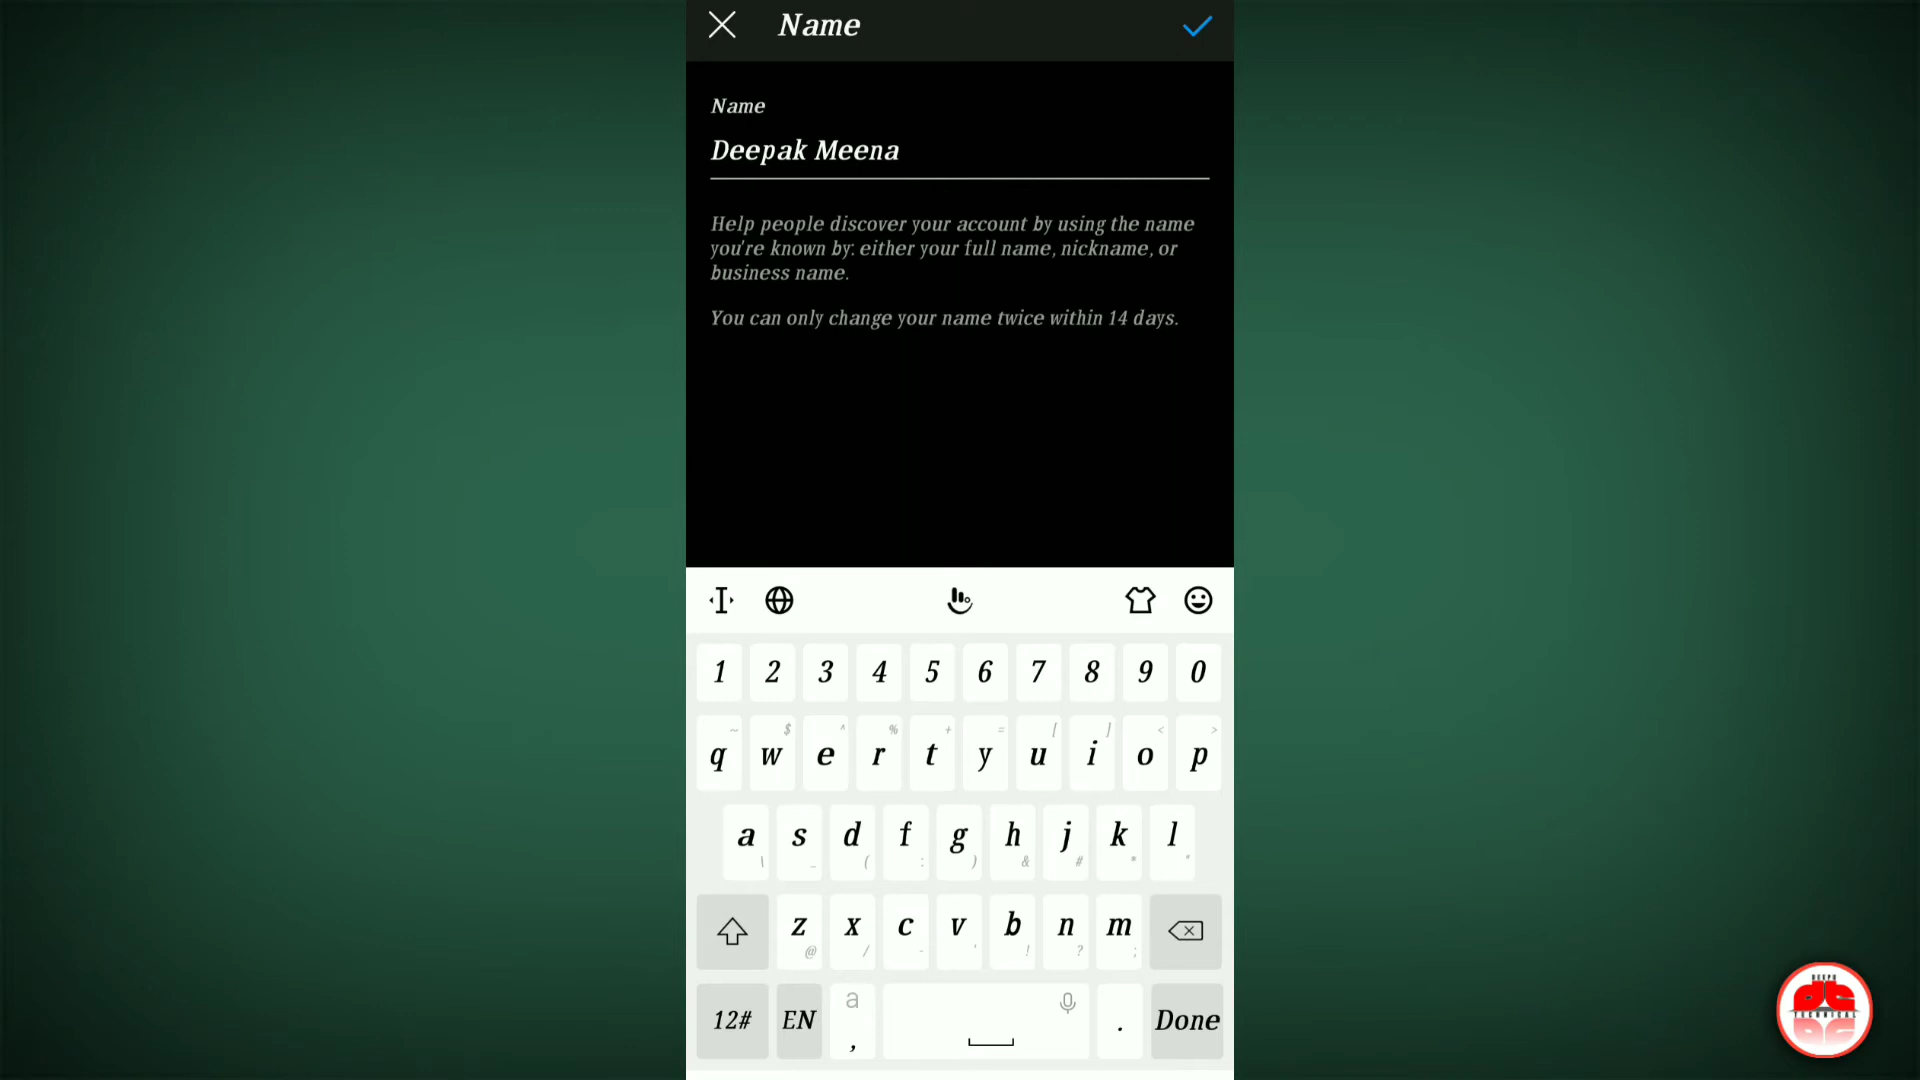 Name
Name
Deepak Meena
Help people discover your account by using the name
you're known by: either your full name, nickname, or
business name.
You can only change your name twice within 14 days.
1 2 3 4 5 6 7 8 9 0
~ $ ^ % + = [ ] < >
q w e r t y u i o p
a s d f g h j k l
\ _ ( : ) & # *
z x c v b n m
@ / - ' ! ? ;
a
12# EN , . Done
DEEPU
TECHNICAL